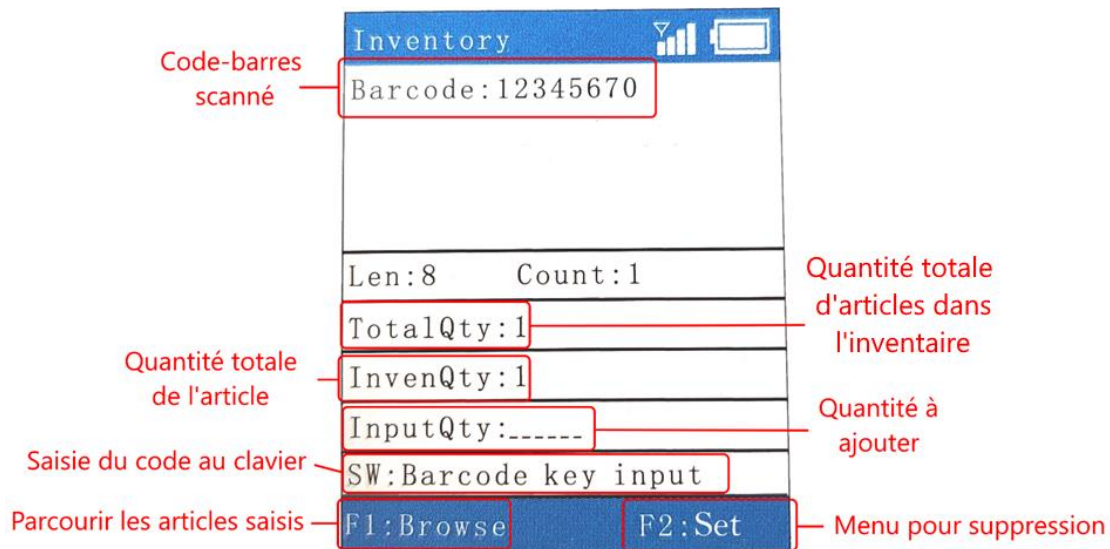 Inventory
Code-barres
scanné
Barcode:12345670
Len:8 Count:1
Quantité totale
d'articles dans
l'inventaire
TotalQty:1
Quantité totale
de l'article
InvenQty:1
Quantité à
ajouter
InputQty:______
Saisie du code au clavier
SW:Barcode key input
Parcourir les articles saisis
F1:Browse
F2:Set
Menu pour suppression